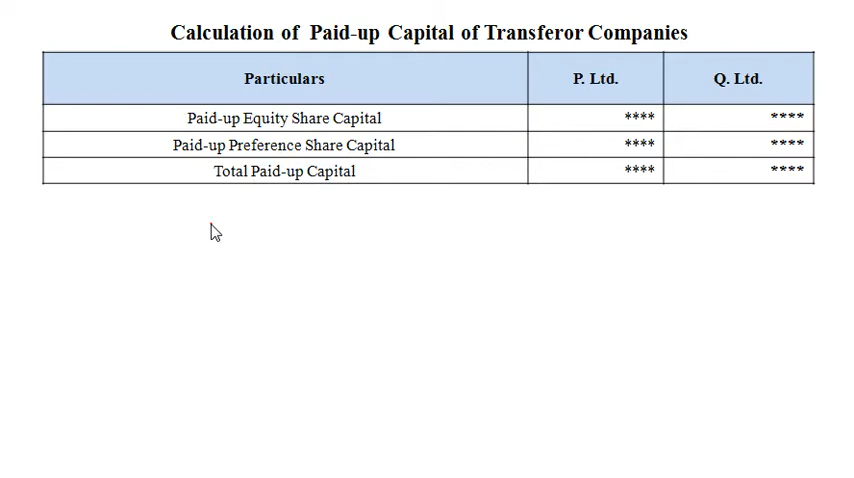 Calculation of Paid-up Capital of Transferor Companies
Particulars P. Ltd. Q. Ltd.
Paid-up Equity Share Capital **** ****
Paid-up Preference Share Capital **** ****
Total Paid-up Capital **** ****